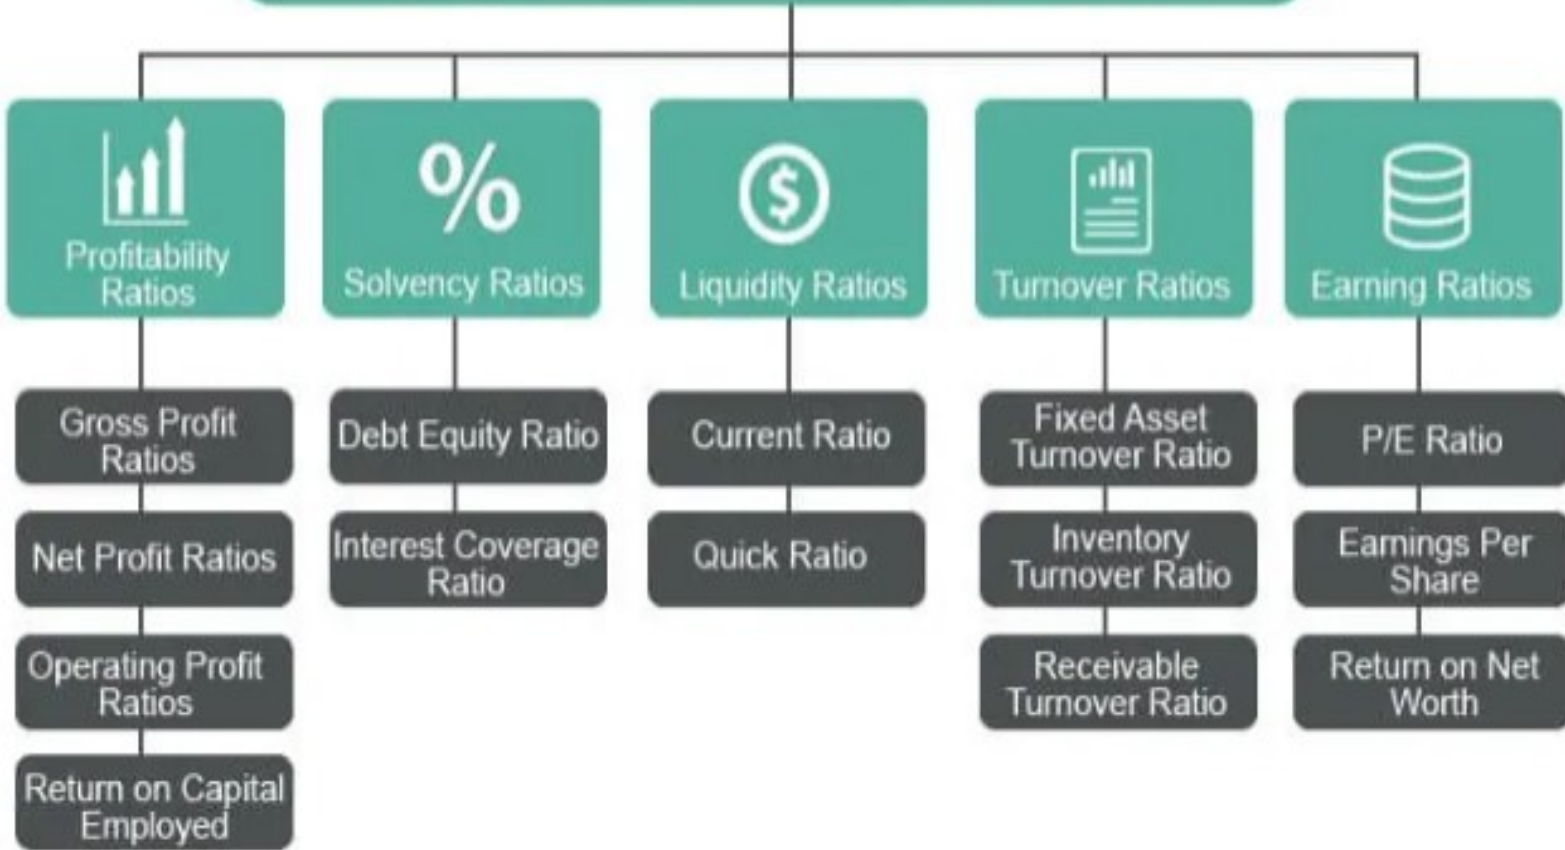 Profitability
Ratios
Solvency Ratios
Liquidity Ratios
Turnover Ratios
Earning Ratios
Gross Profit
Ratios
Net Profit Ratios
Operating Profit
Ratios
Return on Capital
Employed
Debt Equity Ratio
Interest Coverage
Ratio
Current Ratio
Quick Ratio
Fixed Asset
Turnover Ratio
Inventory
Turnover Ratio
Receivable
Turnover Ratio
P/E Ratio
Earnings Per
Share
Return on Net
Worth